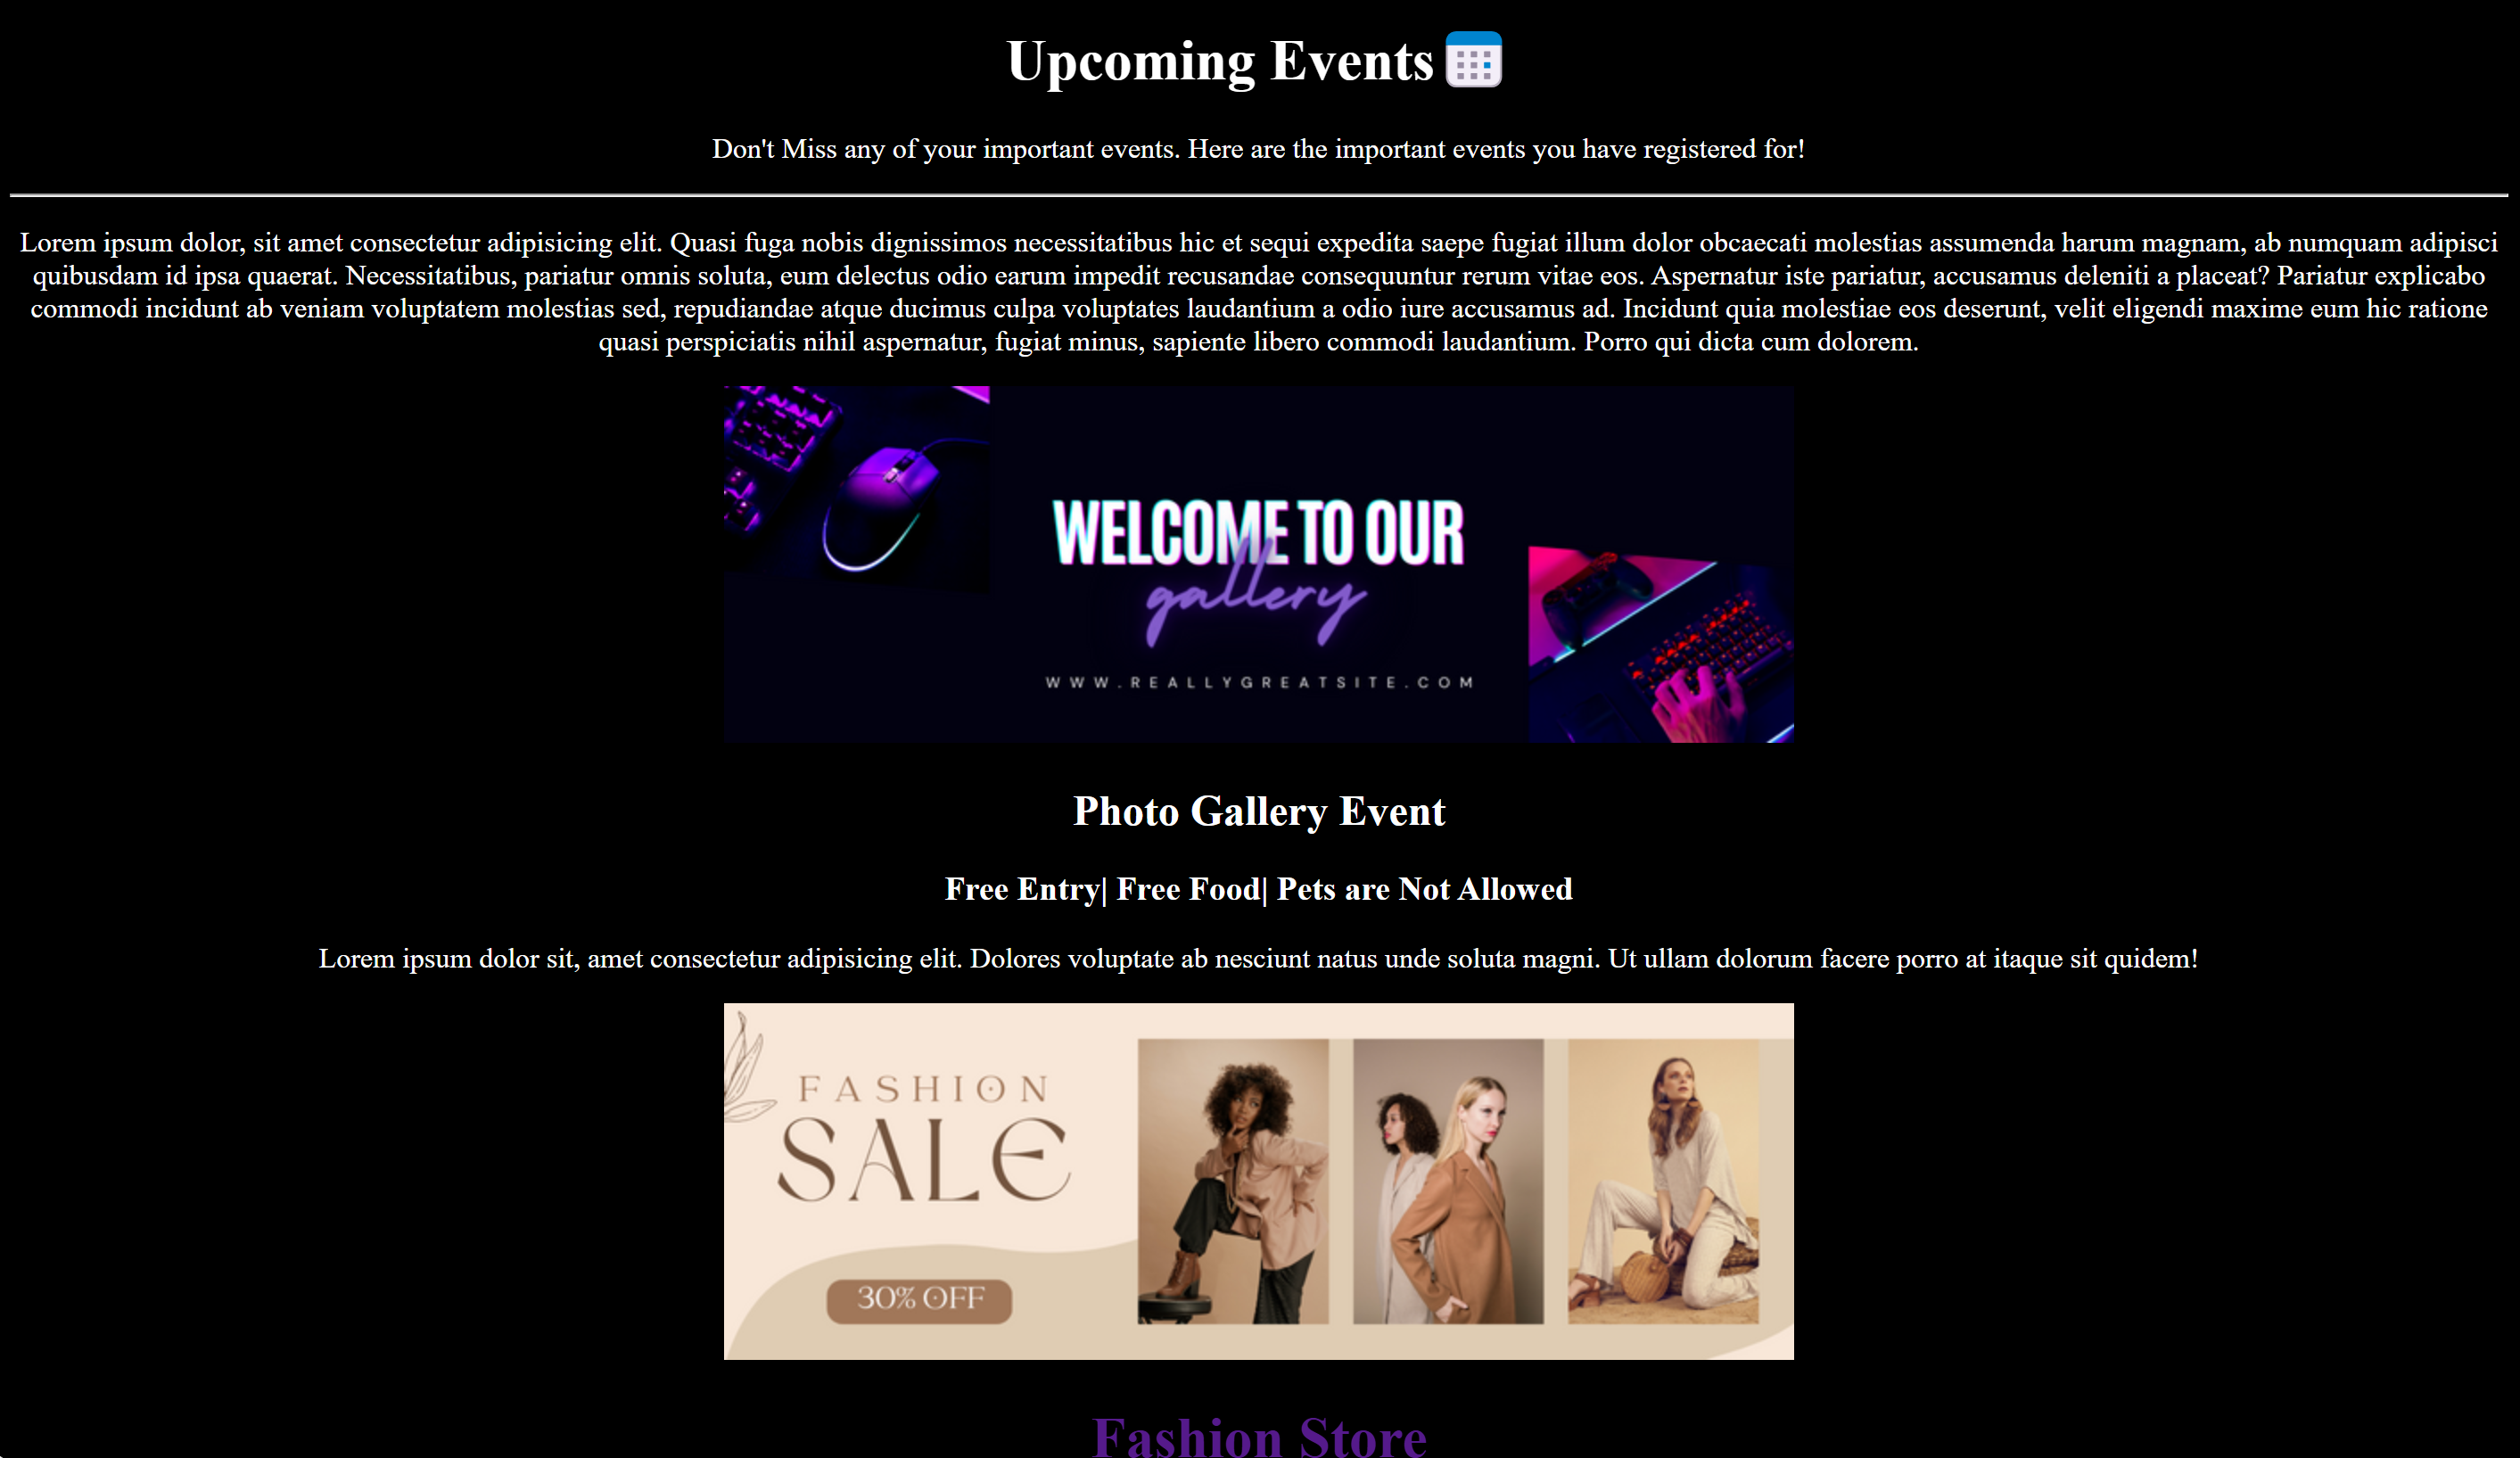 Upcoming Events
Don't Miss any of your important events. Here are the important events you have registered for!
Lorem ipsum dolor, sit amet consectetur adipisicing elit. Quasi fuga nobis dignissimos necessitatibus hic et sequi expedita saepe fugiat illum dolor obcaecati molestias assumenda harum magnam, ab numquam adipisci
quibusdam id ipsa quaerat. Necessitatibus, pariatur omnis soluta, eum delectus odio earum impedit recusandae consequuntur rerum vitae eos. Aspernatur iste pariatur, accusamus deleniti a placeat? Pariatur explicabo
commodi incidunt ab veniam voluptatem molestias sed, repudiandae atque ducimus culpa voluptates laudantium a odio iure accusamus ad. Incidunt quia molestiae eos deserunt, velit eligendi maxime eum hic ratione
quasi perspiciatis nihil aspernatur, fugiat minus, sapiente libero commodi laudantium. Porro qui dicta cum dolorem.
WELCOME TO OUR
gallery
WWW.REALLYGREATSITE.COM
Photo Gallery Event
Free Entry| Free Food| Pets are Not Allowed
Lorem ipsum dolor sit, amet consectetur adipisicing elit. Dolores voluptate ab nesciunt natus unde soluta magni. Ut ullam dolorum facere porro at itaque sit quidem!
FASHION
SALE
30% OFF
Fashion Store